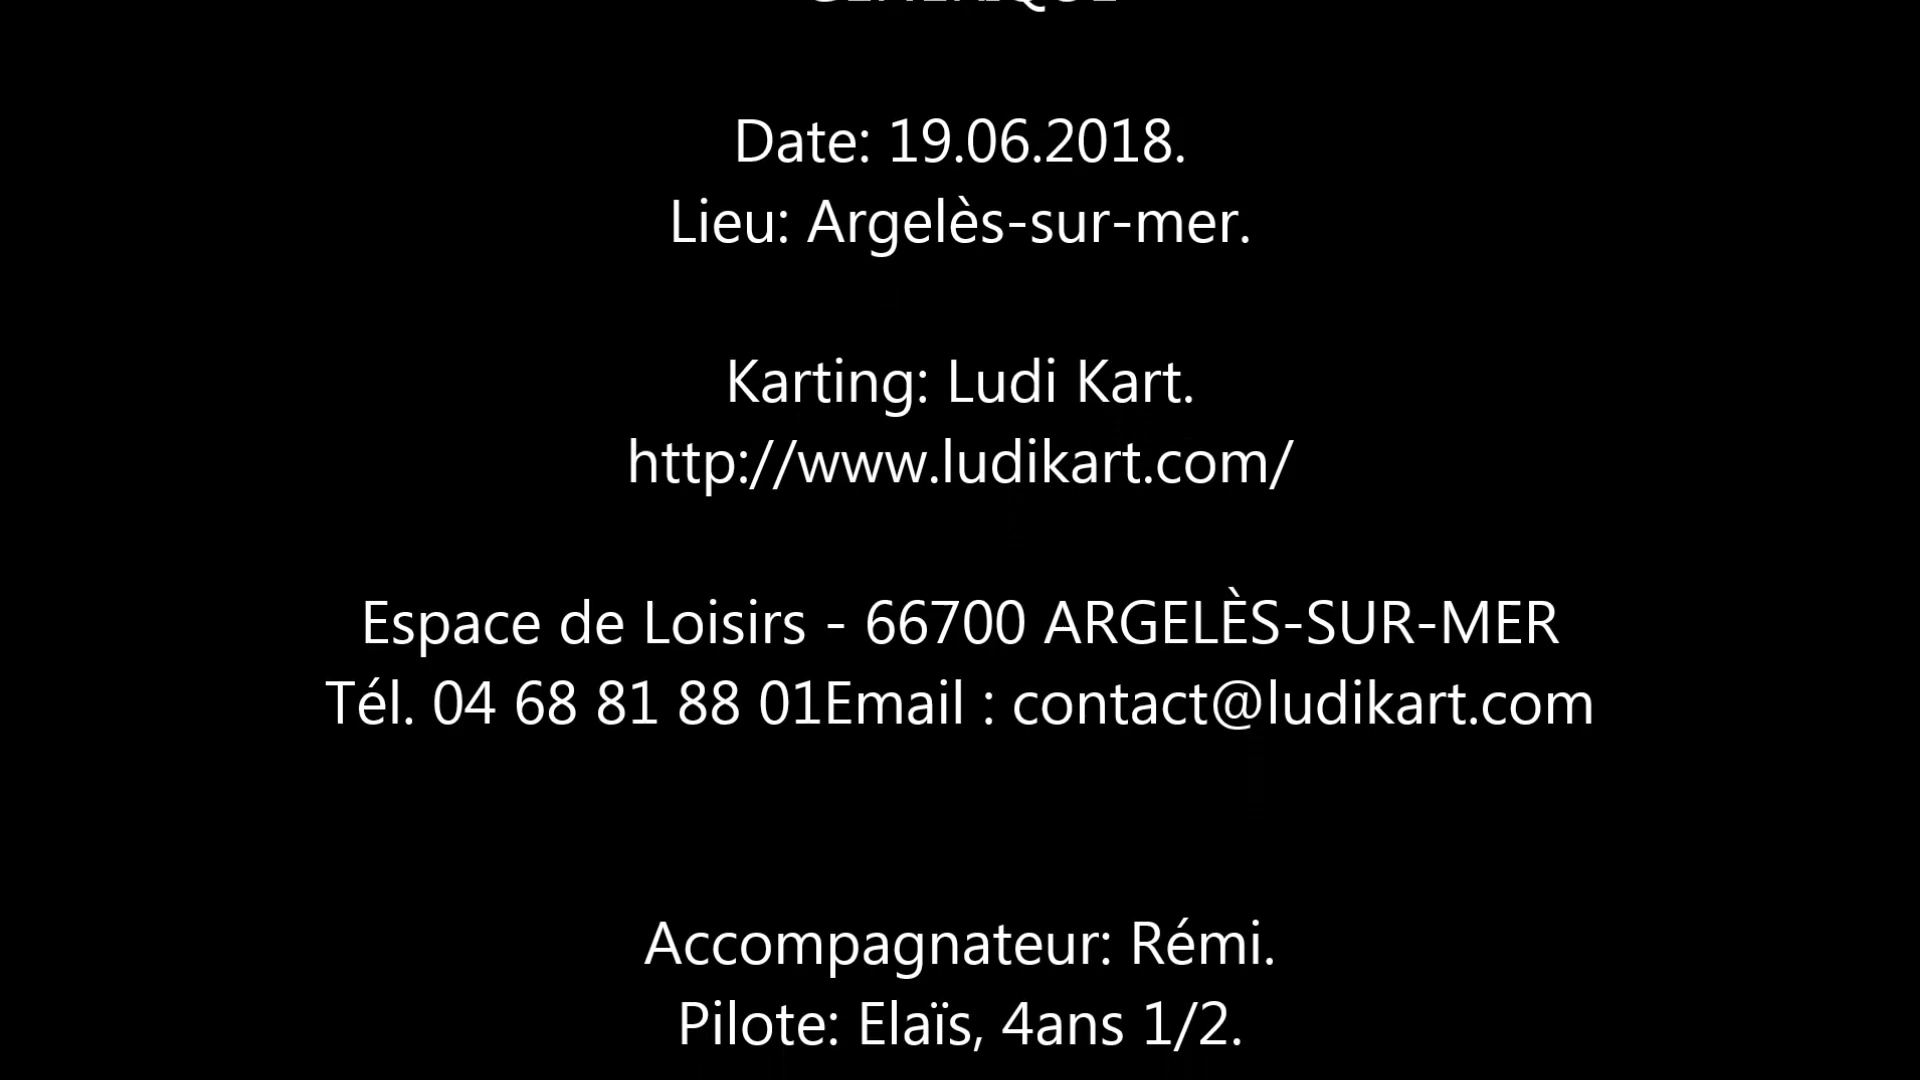 GÉNÉRIQUE
Date: 19.06.2018.
Lieu: Argelès-sur-mer.
Karting: Ludi Kart.
http://www.ludikart.com/
Espace de Loisirs - 66700 ARGELÈS-SUR-MER
Tél. 04 68 81 88 01Email : contact@ludikart.com
Accompagnateur: Rémi.
Pilote: Elaïs, 4ans 1/2.